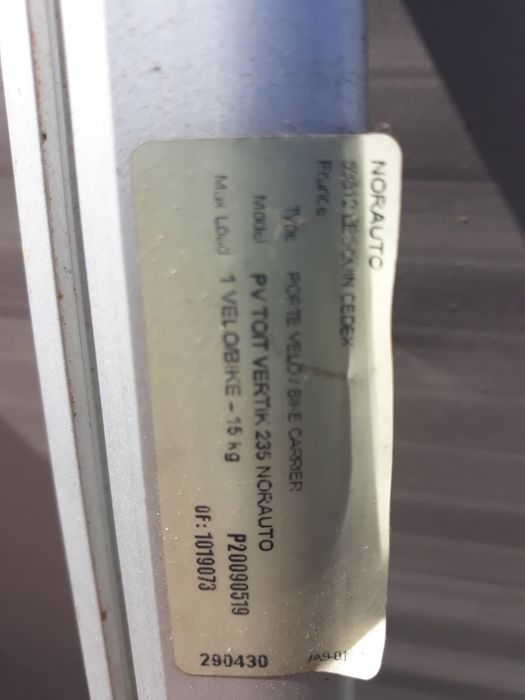 NORAUTO
59812 LESQUIN CEDEX
France
Type PORTE VELO / BIKE CARRIER
Model PV TOIT VERTIK 235 NORAUTO
Max Load 1 VELO/BIKE – 15 kg
P20090519
OF: 1019073
290430